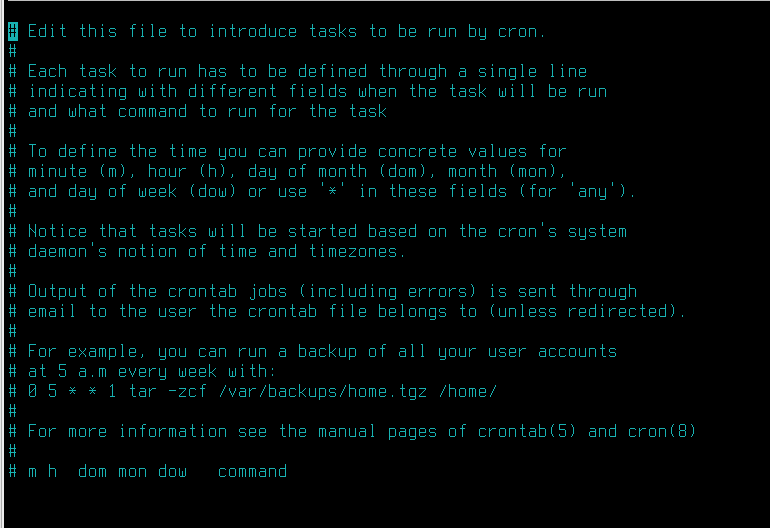 # Edit this file to introduce tasks to be run by cron.
#
# Each task to run has to be defined through a single line
# indicating with different fields when the task will be run
# and what command to run for the task
#
# To define the time you can provide concrete values for
# minute (m), hour (h), day of month (dom), month (mon),
# and day of week (dow) or use '*' in these fields (for 'any').
#
# Notice that tasks will be started based on the cron's system
# daemon's notion of time and timezones.
#
# Output of the crontab jobs (including errors) is sent through
# email to the user the crontab file belongs to (unless redirected).
#
# For example, you can run a backup of all your user accounts
# at 5 a.m every week with:
# 0 5 * * 1 tar -zcf /var/backups/home.tgz /home/
#
# For more information see the manual pages of crontab(5) and cron(8)
#
# m h  dom mon dow   command